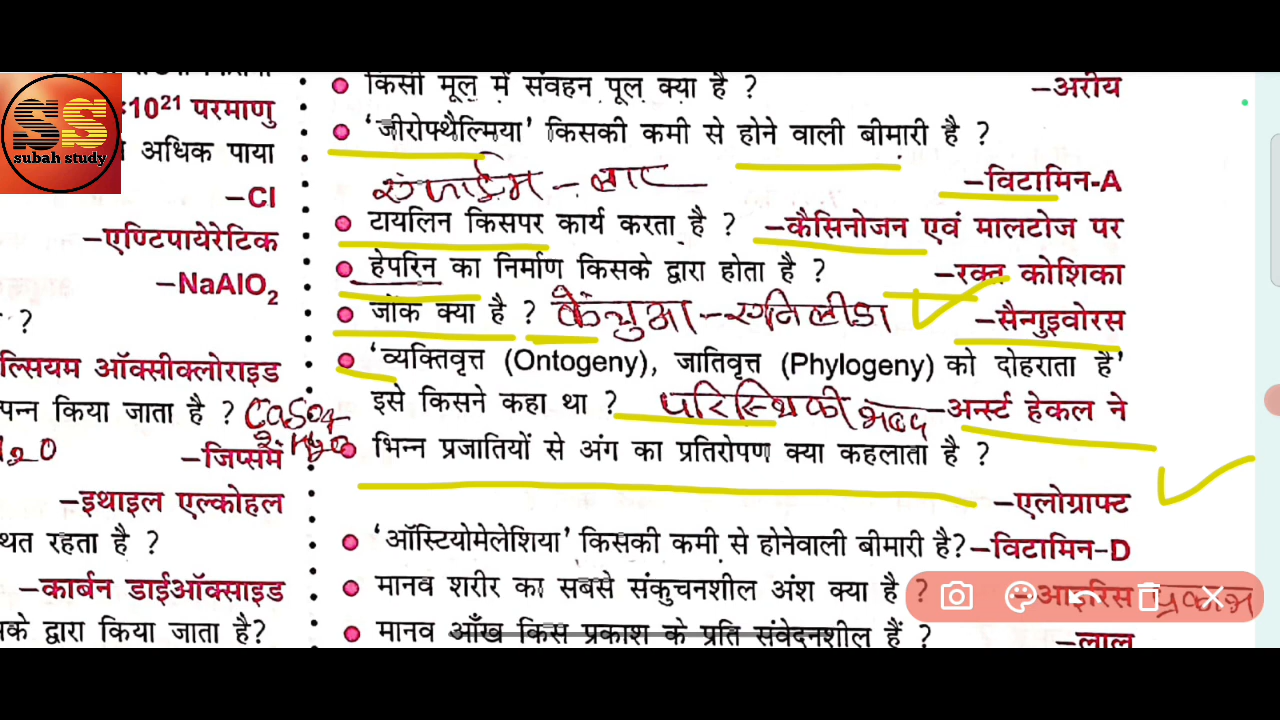 SS
subah study
10²¹ परमाणु
अधिक पाया
–Cl
–एण्टिपायेरेटिक
–NaAlO₂
?
ल्सियम ऑक्सीक्लोराइड
पन्न किया जाता है ? CaSO₄
–जिप्सम
–इथाइल एल्कोहल
थत रहता है ?
–कार्बन डाईऑक्साइड
के द्वारा किया जाता है?
किसी मूल में संवहन पूल क्या है ? –अरीय
'जीरोफ्थैल्मिया' किसकी कमी से होने वाली बीमारी है ?
–विटामिन-A
टायलिन किसपर कार्य करता है ? –कैसिनोजन एवं मालटोज पर
हेपरिन का निर्माण किसके द्वारा होता है ? –रक्त कोशिका
जोंक क्या है ? केंचुआ – एनिलीडा –सैन्गुइवोरस
'व्यक्तिवृत्त (Ontogeny), जातिवृत्त (Phylogeny) को दोहराता है'
इसे किसने कहा था ? –अर्न्स्ट हेकल ने
भिन्न प्रजातियों से अंग का प्रतिरोपण क्या कहलाता है ?
–एलोग्राफ्ट
'ऑस्टियोमेलेशिया' किसकी कमी से होनेवाली बीमारी है? –विटामिन-D
मानव शरीर का सबसे संकुचनशील अंश क्या है ? –आइरिस
मानव आँख किस प्रकाश के प्रति संवेदनशील हैं ? –लाल